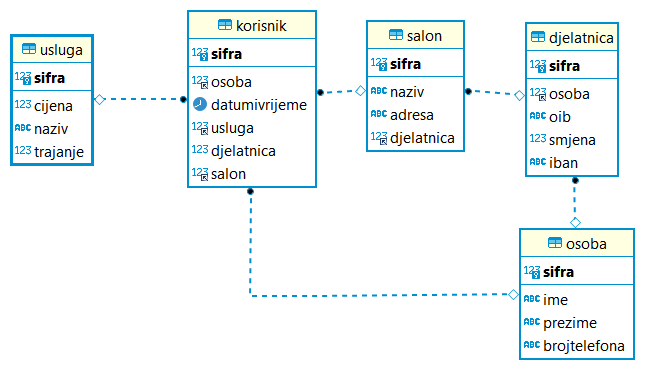 usluga
123 sifra
123 cijena
ABC naziv
123 trajanje
korisnik
123 sifra
123 osoba
datumivrijeme
123 usluga
123 djelatnica
123 salon
salon
123 sifra
ABC naziv
ABC adresa
123 djelatnica
djelatnica
123 sifra
123 osoba
ABC oib
123 smjena
ABC iban
osoba
123 sifra
ABC ime
ABC prezime
ABC brojtelefona